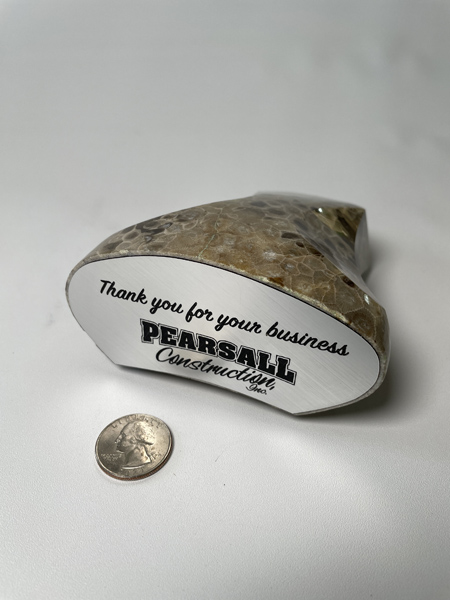 Thank you for your business
PEARSALL
Construction,
Inc.